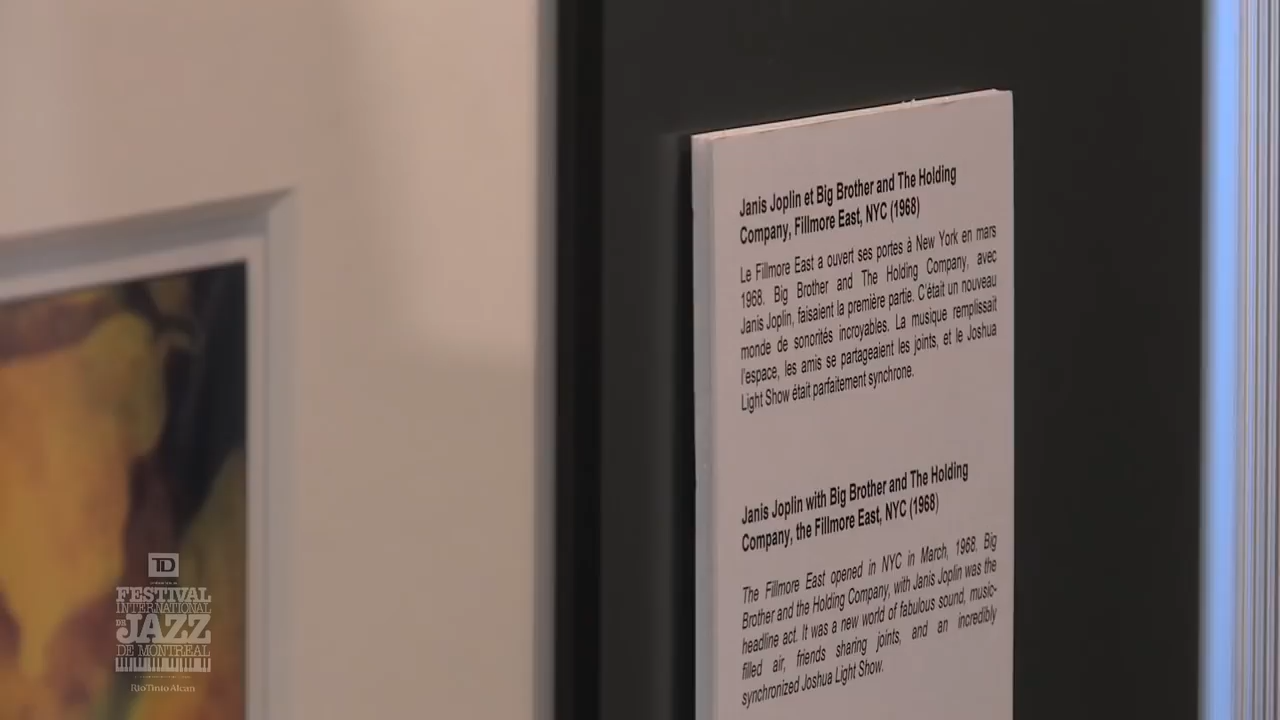 Janis Joplin et Big Brother and The Holding
Company, Fillmore East, NYC (1968)
Le Fillmore East a ouvert ses portes à New York en mars
1968. Big Brother and The Holding Company, avec
Janis Joplin, faisaient la première partie. C'était un nouveau
monde de sonorités incroyables. La musique remplissait
l'espace, les amis se partageaient les joints, et le Joshua
Light Show était parfaitement synchrone.
Janis Joplin with Big Brother and The Holding
Company, the Fillmore East, NYC (1968)
The Fillmore East opened in NYC in March, 1968. Big
Brother and the Holding Company, with Janis Joplin was the
headline act. It was a new world of fabulous sound, music-
filled air, friends sharing joints, and an incredibly
synchronized Joshua Light Show.
TD
FESTIVAL
INTERNATIONAL
DE JAZZ
DE MONTREAL
RioTinto Alcan